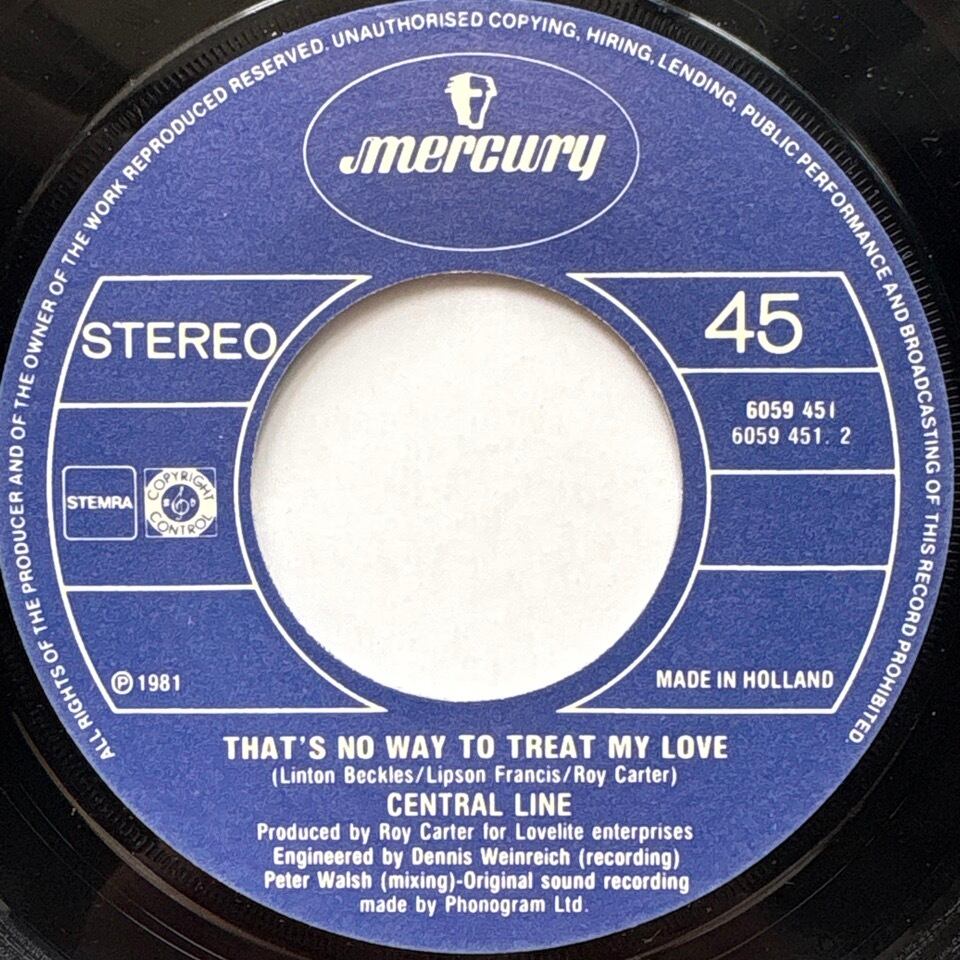 ALL RIGHTS OF THE PRODUCER AND OF THE OWNER OF THE WORK REPRODUCED RESERVED. UNAUTHORISED COPYING, HIRING, LENDING, PUBLIC PERFORMANCE AND BROADCASTING OF THIS RECORD PROHIBITED.
mercury
STEREO
45
6059 451
6059 451. 2
STEMRA
COPYRIGHT
CONTROL
℗ 1981
MADE IN HOLLAND
THAT'S NO WAY TO TREAT MY LOVE
(Linton Beckles/Lipson Francis/Roy Carter)
CENTRAL LINE
Produced by Roy Carter for Lovelite enterprises
Engineered by Dennis Weinreich (recording)
Peter Walsh (mixing)-Original sound recording
made by Phonogram Ltd.